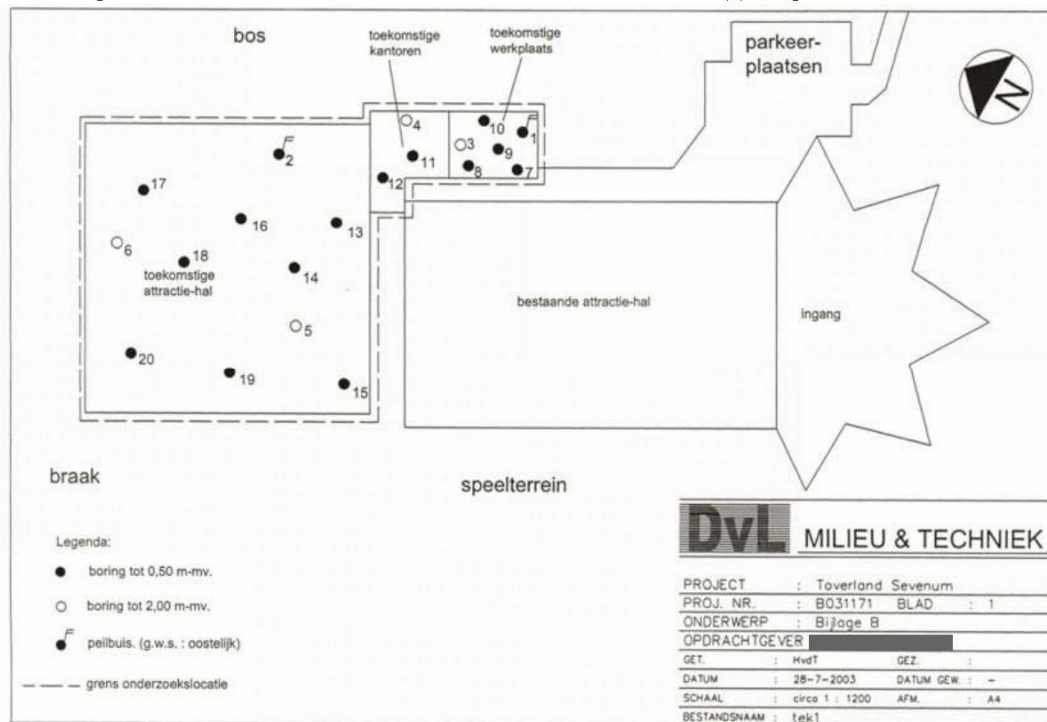 bos
toekomstige
kantoren
toekomstige
werkplaats
parkeer-
plaatsen
N
4
10
1
3
9
11
8
7
12
2
17
16
13
6
18
14
toekomstige
attractie-hal
5
20
19
15
bestaande attractie-hal
ingang
braak
speelterrein
Legenda:
boring tot 0,50 m-mv.
boring tot 2,00 m-mv.
peilbuis. (g.w.s. : oostelijk)
grens onderzoekslocatie
DvL MILIEU & TECHNIEK
PROJECT : Toverland Sevenum
PROJ. NR. : B031171 BLAD : 1
ONDERWERP : Bijlage B
OPDRACHTGEVER
GET. : HvdT GEZ. :
DATUM : 28-7-2003 DATUM GEW. : -
SCHAAL : circa 1 : 1200 AFM. : A4
BESTANDSNAAM : tek1